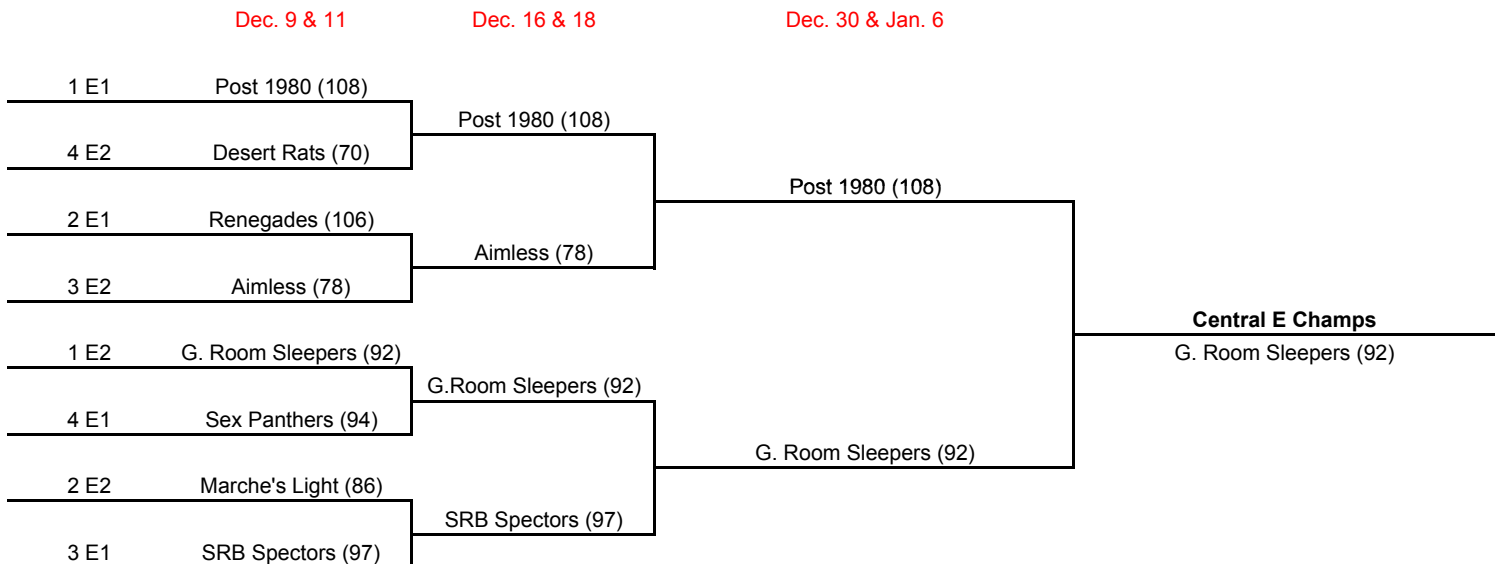 Dec. 9 & 11 Dec. 16 & 18 Dec. 30 & Jan. 6
1 E1 Post 1980 (108)
Post 1980 (108)
4 E2 Desert Rats (70)
Post 1980 (108)
2 E1 Renegades (106)
Aimless (78)
3 E2 Aimless (78)
Central E Champs
1 E2 G. Room Sleepers (92)
G. Room Sleepers (92)
G.Room Sleepers (92)
4 E1 Sex Panthers (94)
G. Room Sleepers (92)
2 E2 Marche's Light (86)
SRB Spectors (97)
3 E1 SRB Spectors (97)